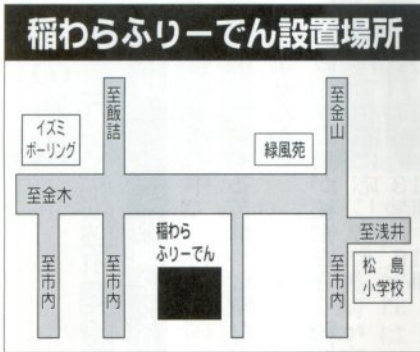 稲わらふりーでん設置場所
至飯詰
至金山
イズミ
ボーリング
緑風苑
至金木
稲わら
ふりーでん
至浅井
松島
小学校
至市内
至市内
至市内